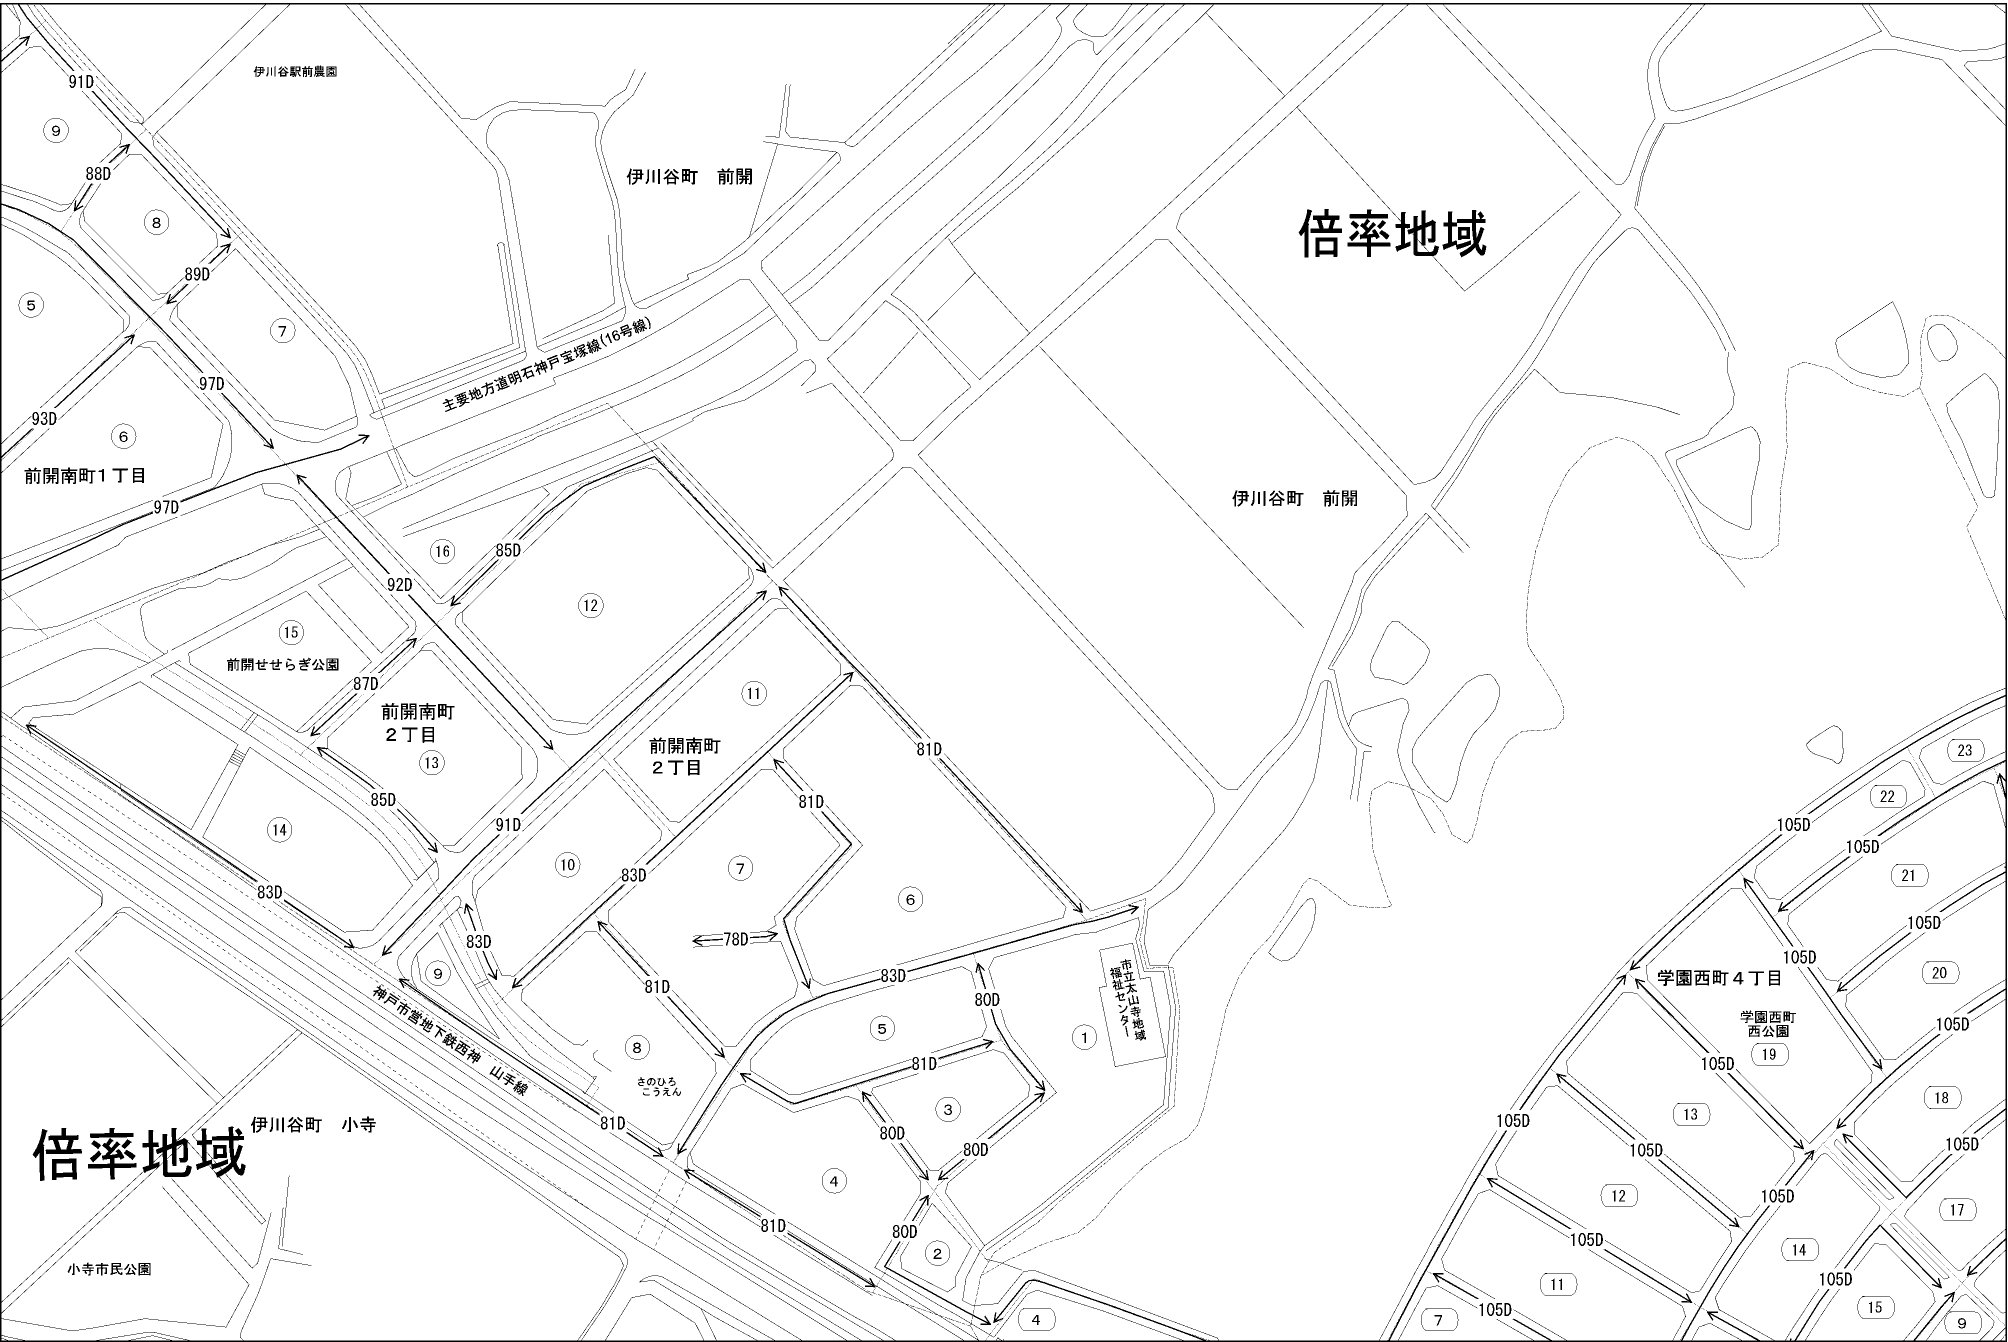 91D
伊川谷駅前農園
9
88D
伊川谷町　前開
倍率地域
8
89D
5
7
主要地方道明石神戸宝塚線(16号線)
97D
93D
6
前開南町１丁目
97D
伊川谷町　前開
16
85D
92D
12
15
前開せせらぎ公園
87D
11
前開南町
２丁目
13
前開南町
２丁目
81D
23
85D
81D
22
14
91D
105D
105D
10
7
83D
21
83D
6
105D
83D
78D
105D
9
83D
市立太山寺地域
福祉センター
20
学園西町４丁目
81D
80D
神戸市営地下鉄西神　山手線
5
1
学園西町
西公園
19
105D
8
81D
105D
さのひろ
こうえん
3
18
13
倍率地域
伊川谷町　小寺
81D
80D
105D
80D
105D
105D
4
12
105D
17
81D
80D
105D
14
2
小寺市民公園
11
105D
15
105D
4
7
9